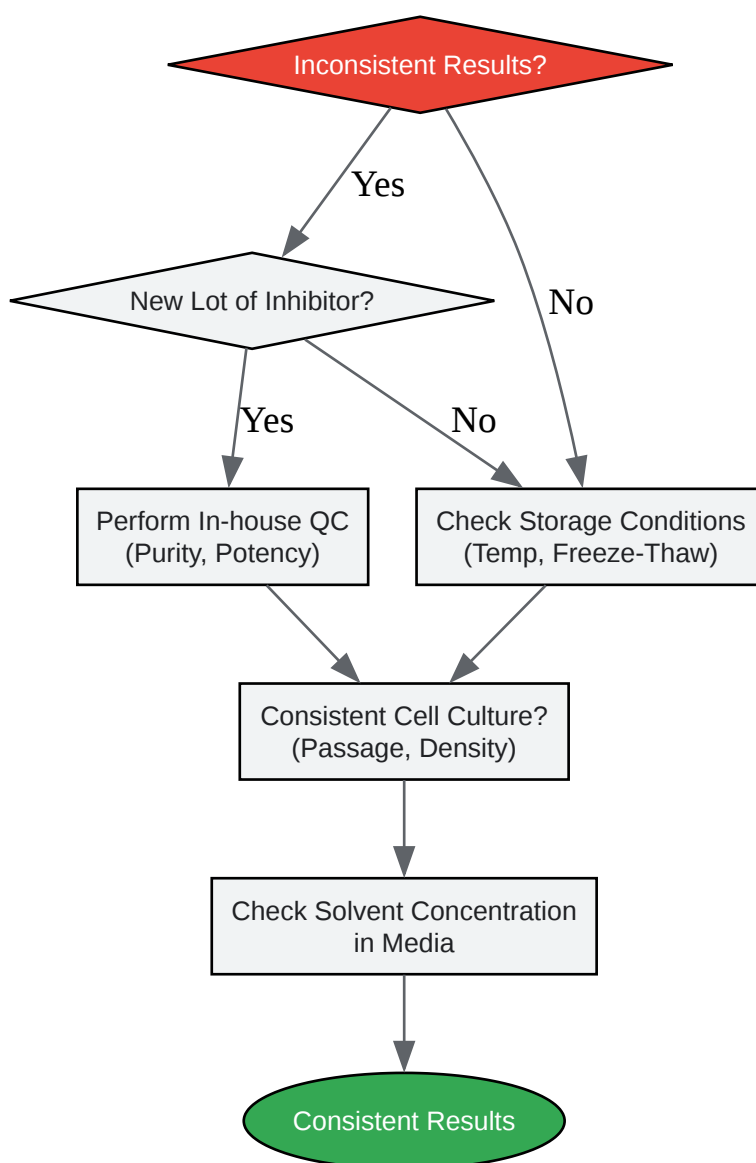 Inconsistent Results?
Yes
New Lot of Inhibitor?
No
Yes
No
Perform In-house QC
(Purity, Potency)
Check Storage Conditions
(Temp, Freeze-Thaw)
Consistent Cell Culture?
(Passage, Density)
Check Solvent Concentration
in Media
Consistent Results